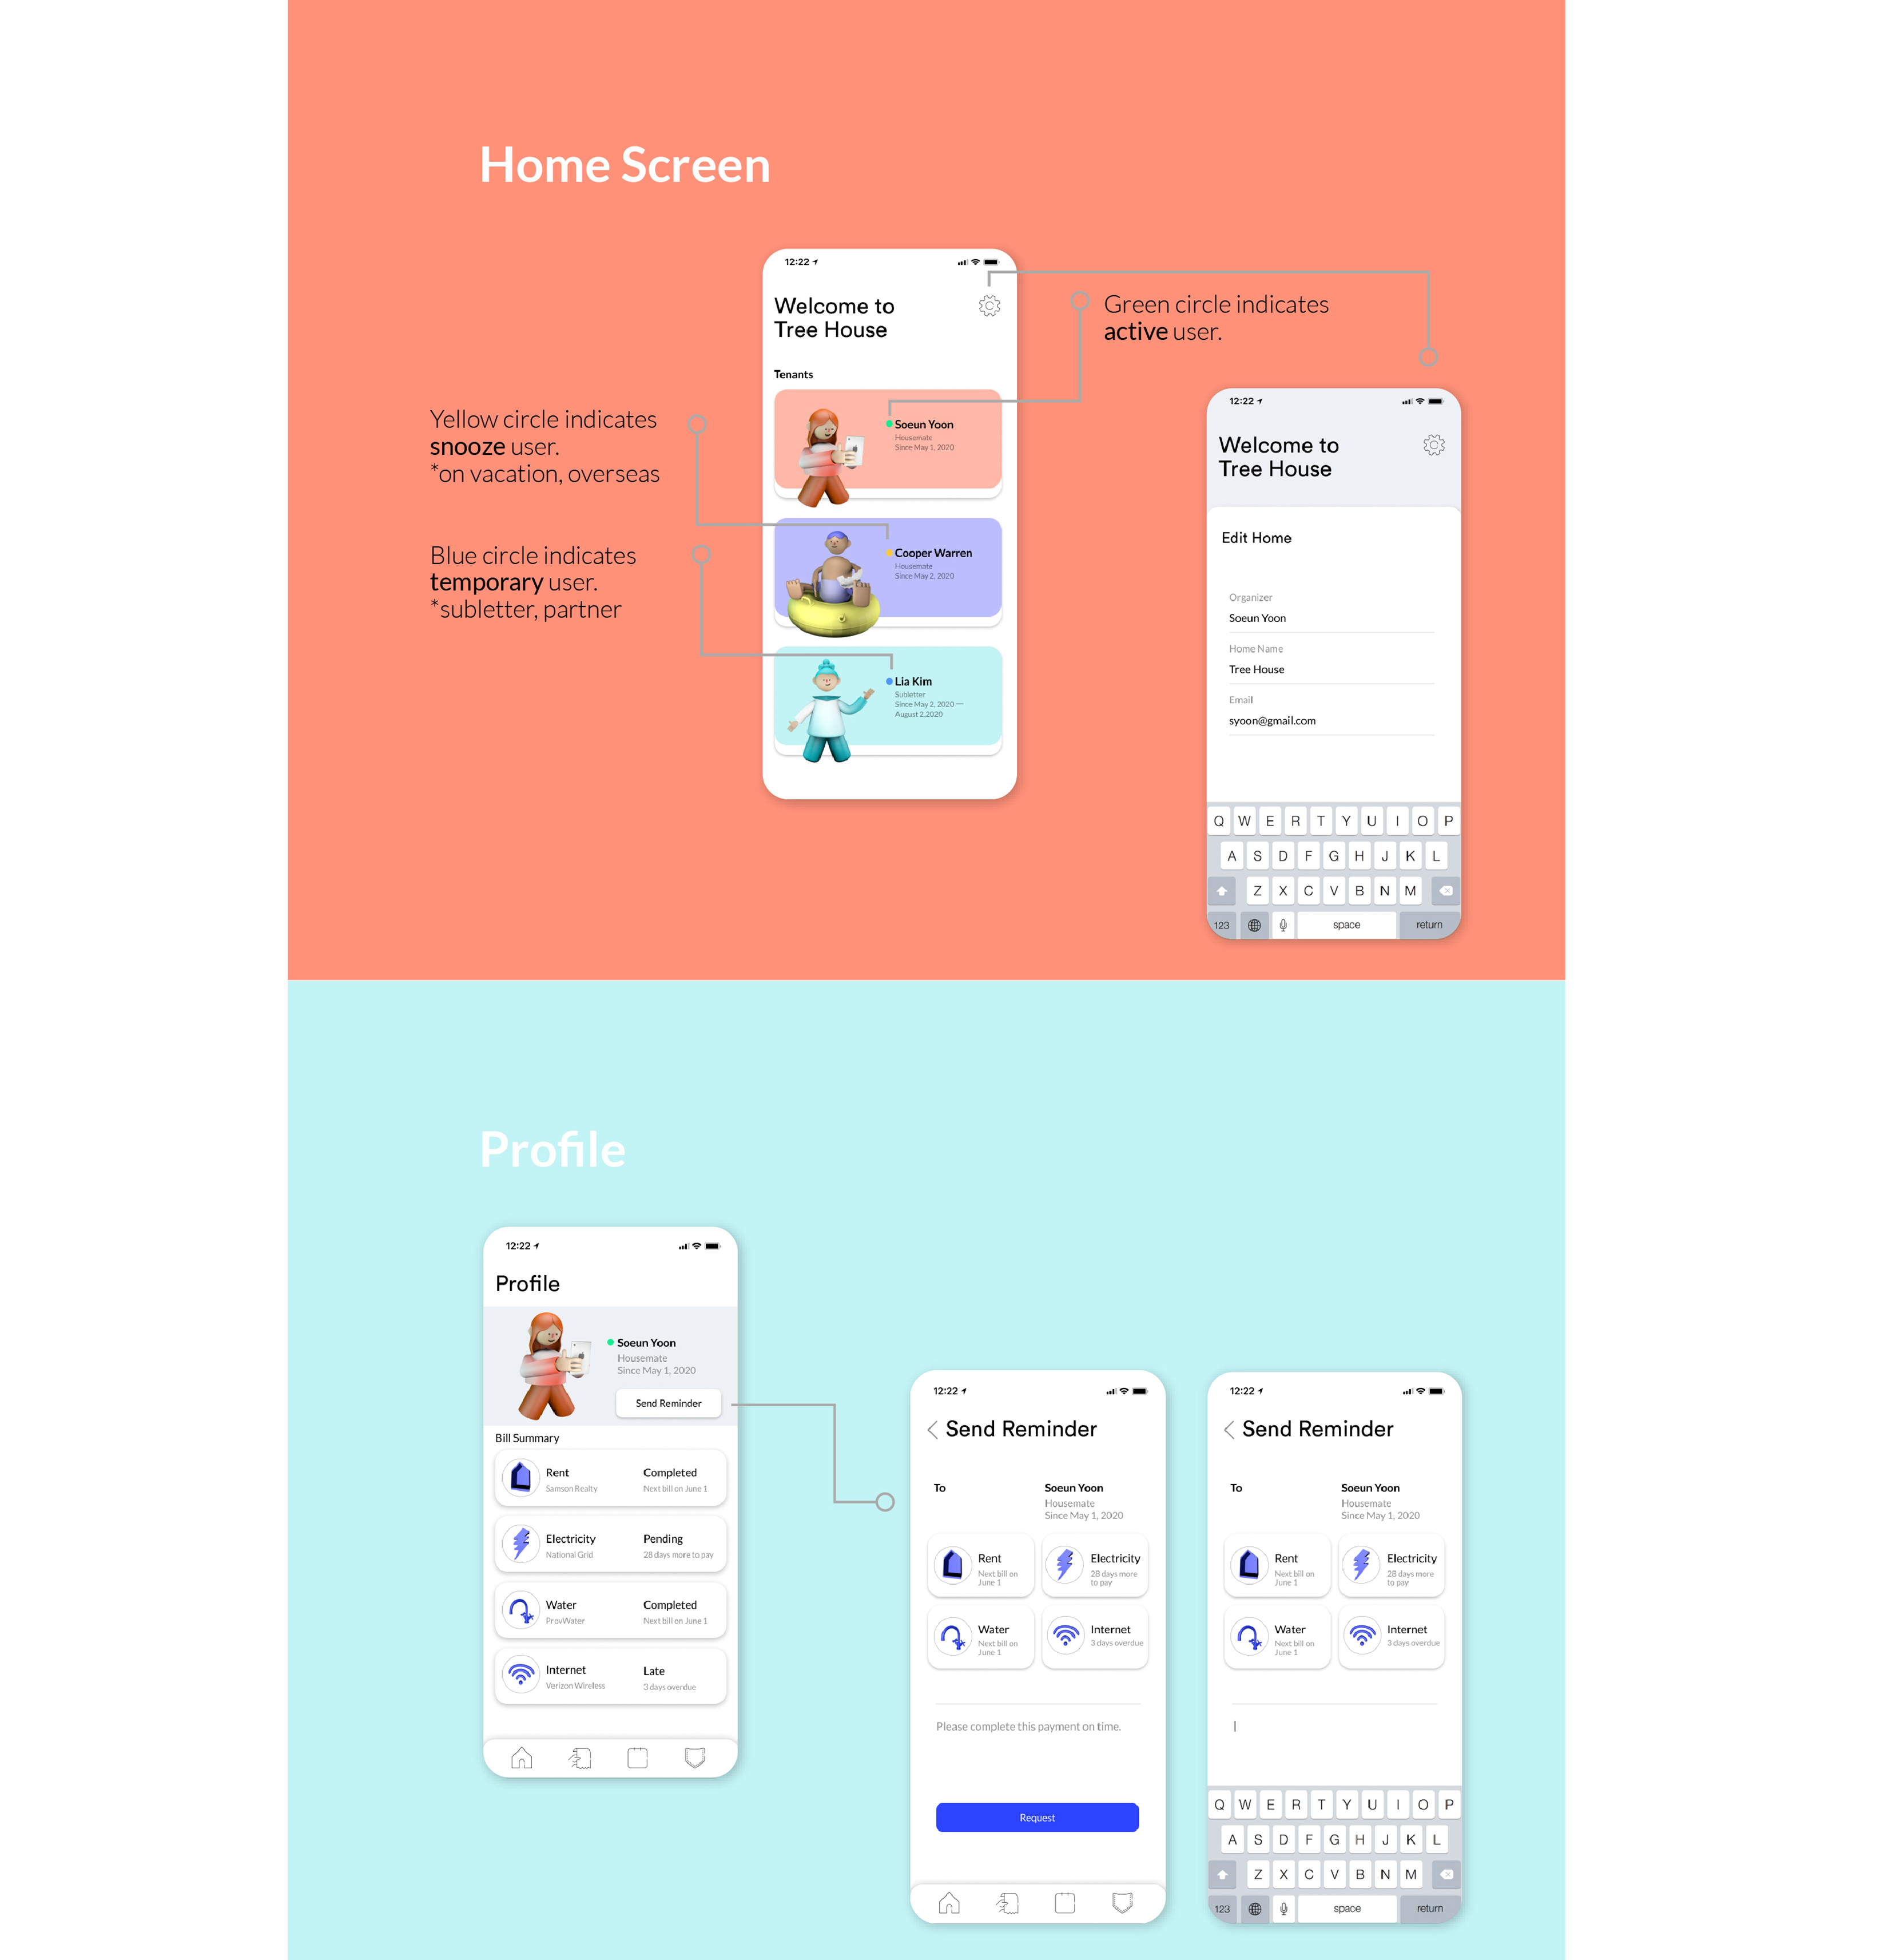 Home Screen
12:22
Welcome to
Tree House
Tenants
Soeun Yoon
Housemate
Since May 1, 2020
Cooper Warren
Housemate
Since May 2, 2020
Lia Kim
Subletter
Since May 2, 2020 —
August 2,2020
Green circle indicates
active user.
Yellow circle indicates
snooze user.
*on vacation, overseas
Blue circle indicates
temporary user.
*subletter, partner
12:22
Welcome to
Tree House
Edit Home
Organizer
Soeun Yoon
Home Name
Tree House
Email
syoon@gmail.com
Q W E R T Y U I O P
A S D F G H J K L
Z X C V B N M
123 space return
Profile
12:22
Profile
Soeun Yoon
Housemate
Since May 1, 2020
Send Reminder
Bill Summary
Rent Completed
Samson Realty Next bill on June 1
Electricity Pending
National Grid 28 days more to pay
Water Completed
ProvWater Next bill on June 1
Internet Late
Verizon Wireless 3 days overdue
12:22
Send Reminder
To Soeun Yoon
Housemate
Since May 1, 2020
Rent
Next bill on
June 1
Electricity
28 days more
to pay
Water
Next bill on
June 1
Internet
3 days overdue
Please complete this payment on time.
Request
12:22
Send Reminder
To Soeun Yoon
Housemate
Since May 1, 2020
Rent
Next bill on
June 1
Electricity
28 days more
to pay
Water
Next bill on
June 1
Internet
3 days overdue
Q W E R T Y U I O P
A S D F G H J K L
Z X C V B N M
123 space return